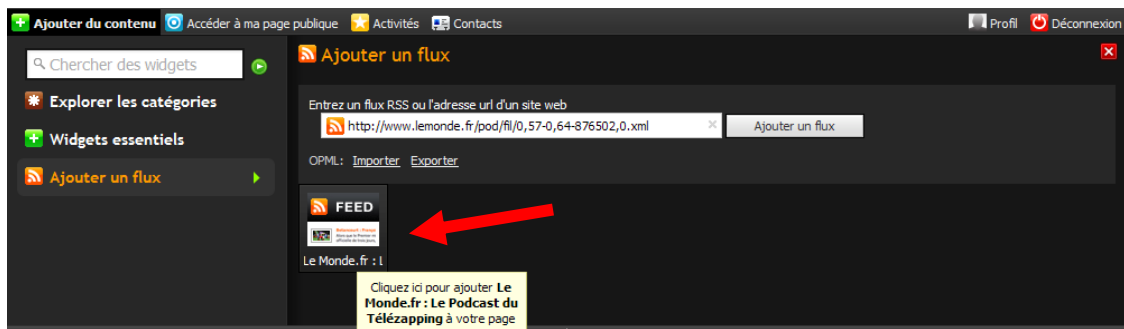 Ajouter du contenu Accéder à ma page publique Activités Contacts Profil Déconnexion
Chercher des widgets
Explorer les catégories
Widgets essentiels
Ajouter un flux
Ajouter un flux
Entrez un flux RSS ou l'adresse url d'un site web
http://www.lemonde.fr/pod/fil/0,57-0,64-876502,0.xml Ajouter un flux
OPML: Importer Exporter
FEED
Le Monde.fr : L
Cliquez ici pour ajouter Le
Monde.fr : Le Podcast du
Télézapping à votre page